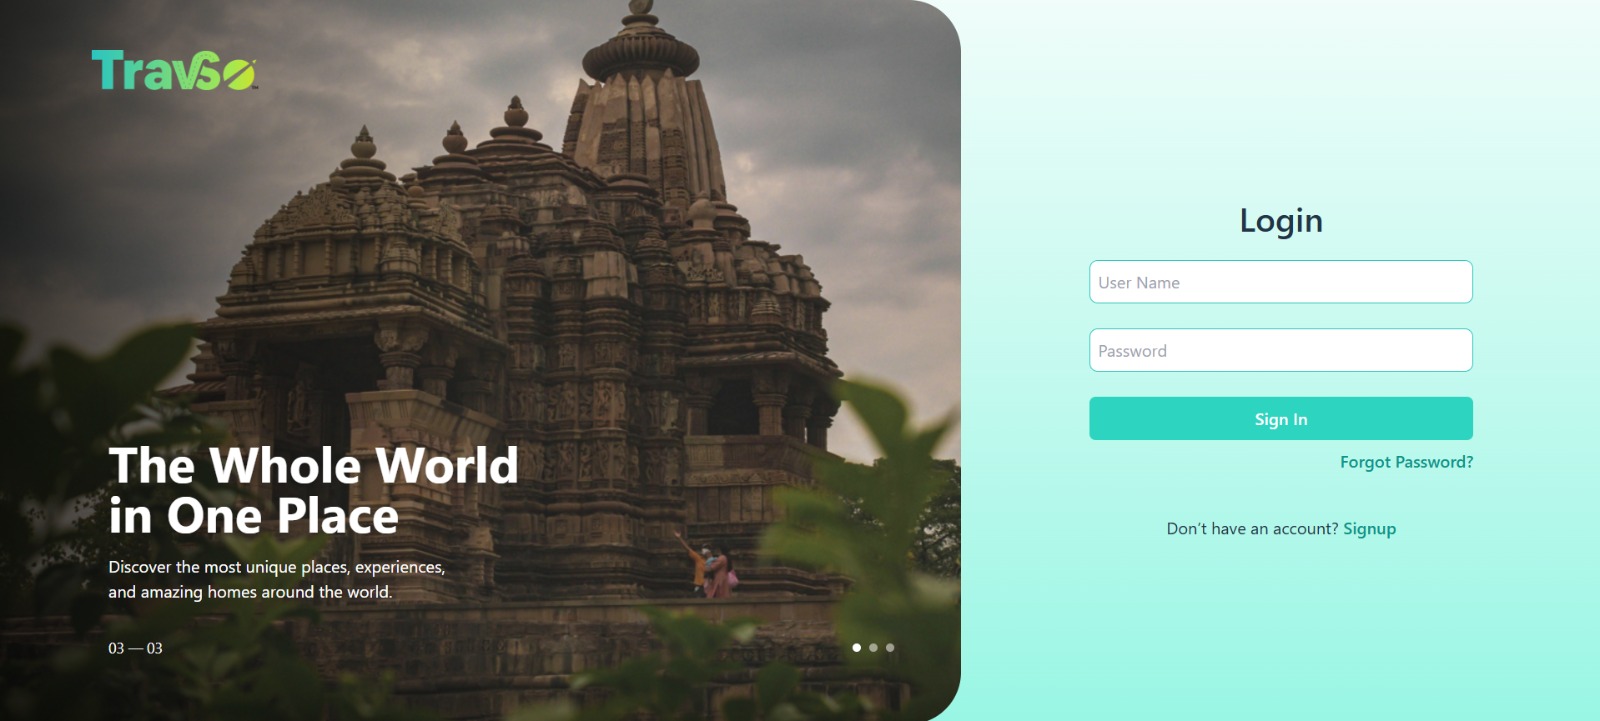 TravSo
The Whole World
in One Place
Discover the most unique places, experiences,
and amazing homes around the world.
03 — 03
Login
User Name
Password
Sign In
Forgot Password?
Don’t have an account? Signup